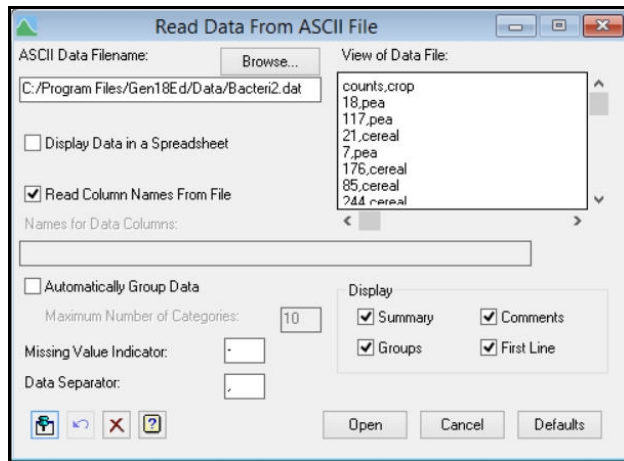 Read Data From ASCII File
ASCII Data Filename:
Browse...
C:/Program Files/Gen18Ed/Data/Bacteri2.dat
Display Data in a Spreadsheet
Read Column Names From File
Names for Data Columns:
Automatically Group Data
Maximum Number of Categories:
10
Missing Value Indicator:
Data Separator:
,
View of Data File:
counts,crop
18,pea
117,pea
21,cereal
7,pea
176,cereal
85,cereal
244,cereal
Display
Summary
Comments
Groups
First Line
Open
Cancel
Defaults